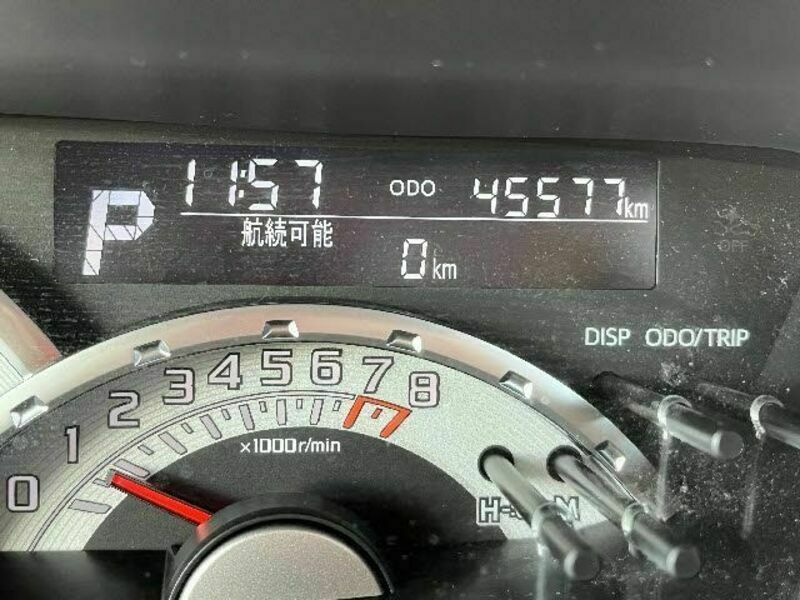 P 11:57 ODO 45577km
航続可能
0km
DISP ODO/TRIP
0 1 2 3 4 5 6 7 8
×1000r/min
OFF